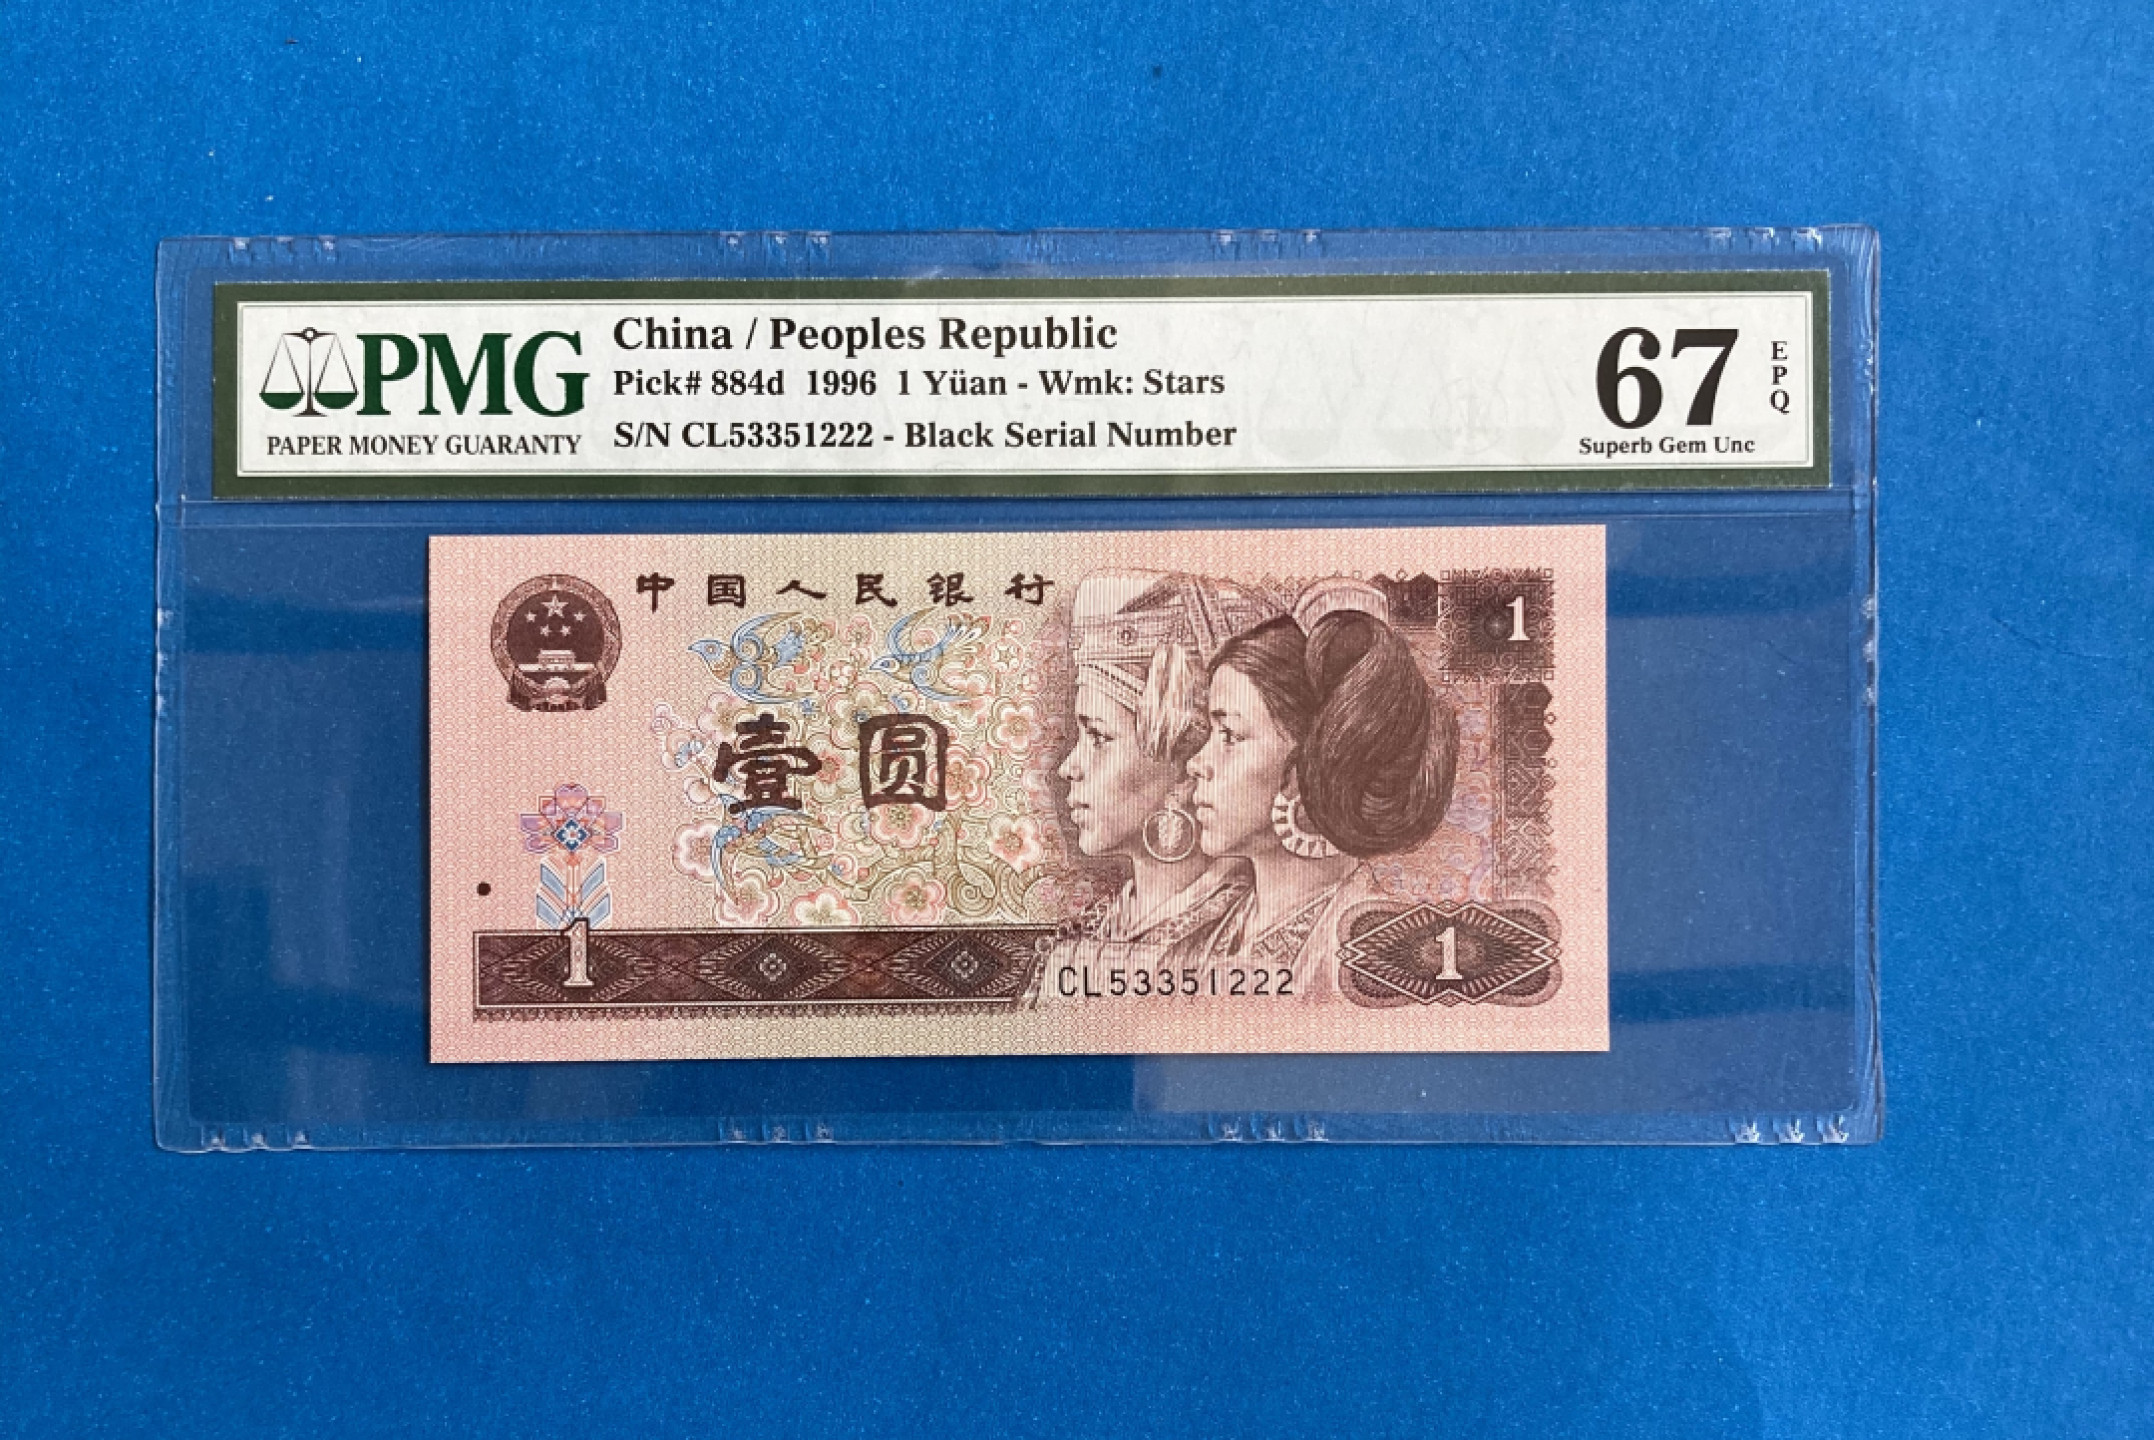 PMG
PAPER MONEY GUARANTY
China / Peoples Republic
Pick# 884d 1996 1 Yüan - Wmk: Stars
S/N CL53351222 - Black Serial Number
67
EPQ
Superb Gem Unc
中国人民银行
1
壹圆
1
CL53351222
1